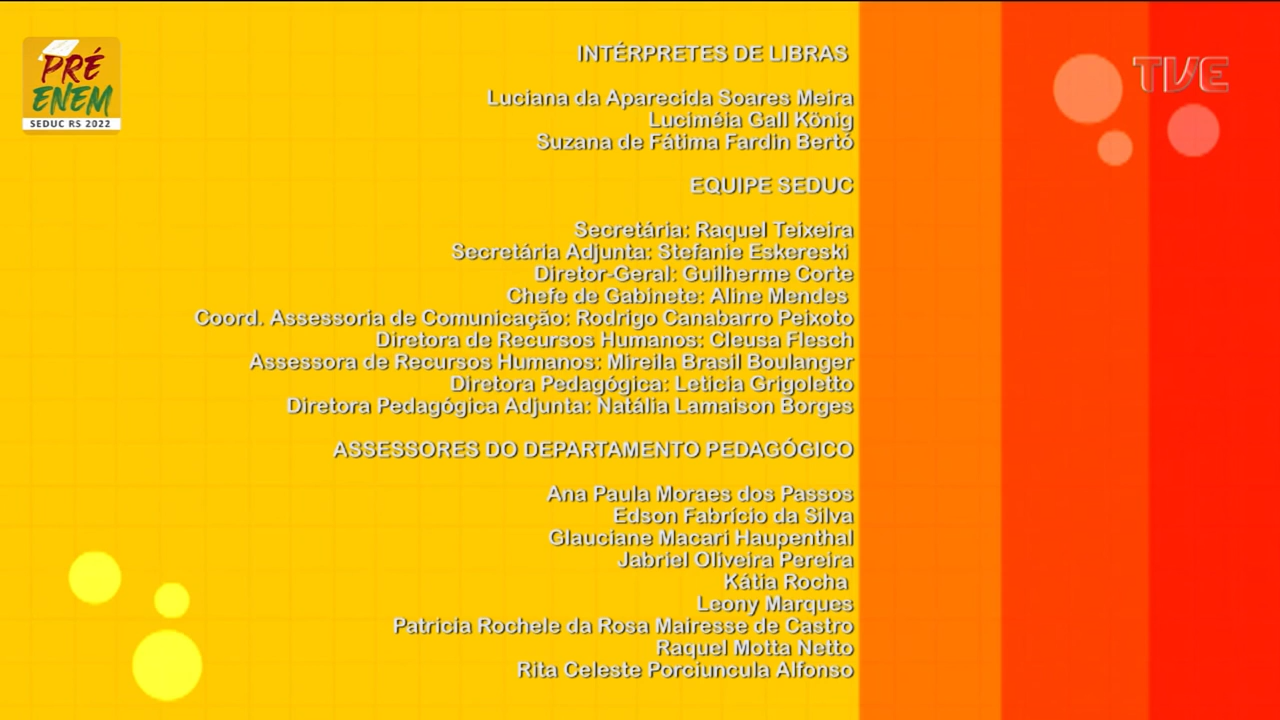 PRÉ
ENEM
SEDUC RS 2022
TVE
INTÉRPRETES DE LIBRAS
Luciana da Aparecida Soares Meira
Luciméia Gall König
Suzana de Fátima Fardin Bertó
EQUIPE SEDUC
Secretária: Raquel Teixeira
Secretária Adjunta: Stefanie Eskereski
Diretor-Geral: Guilherme Corte
Chefe de Gabinete: Aline Mendes
Coord. Assessoria de Comunicação: Rodrigo Canabarro Peixoto
Diretora de Recursos Humanos: Cleusa Flesch
Assessora de Recursos Humanos: Mireila Brasil Boulanger
Diretora Pedagógica: Leticia Grigoletto
Diretora Pedagógica Adjunta: Natália Lamaison Borges
ASSESSORES DO DEPARTAMENTO PEDAGÓGICO
Ana Paula Moraes dos Passos
Edson Fabrício da Silva
Glauciane Macari Haupenthal
Jabriel Oliveira Pereira
Kátia Rocha
Leony Marques
Patricia Rochele da Rosa Mairesse de Castro
Raquel Motta Netto
Rita Celeste Porciuncula Alfonso